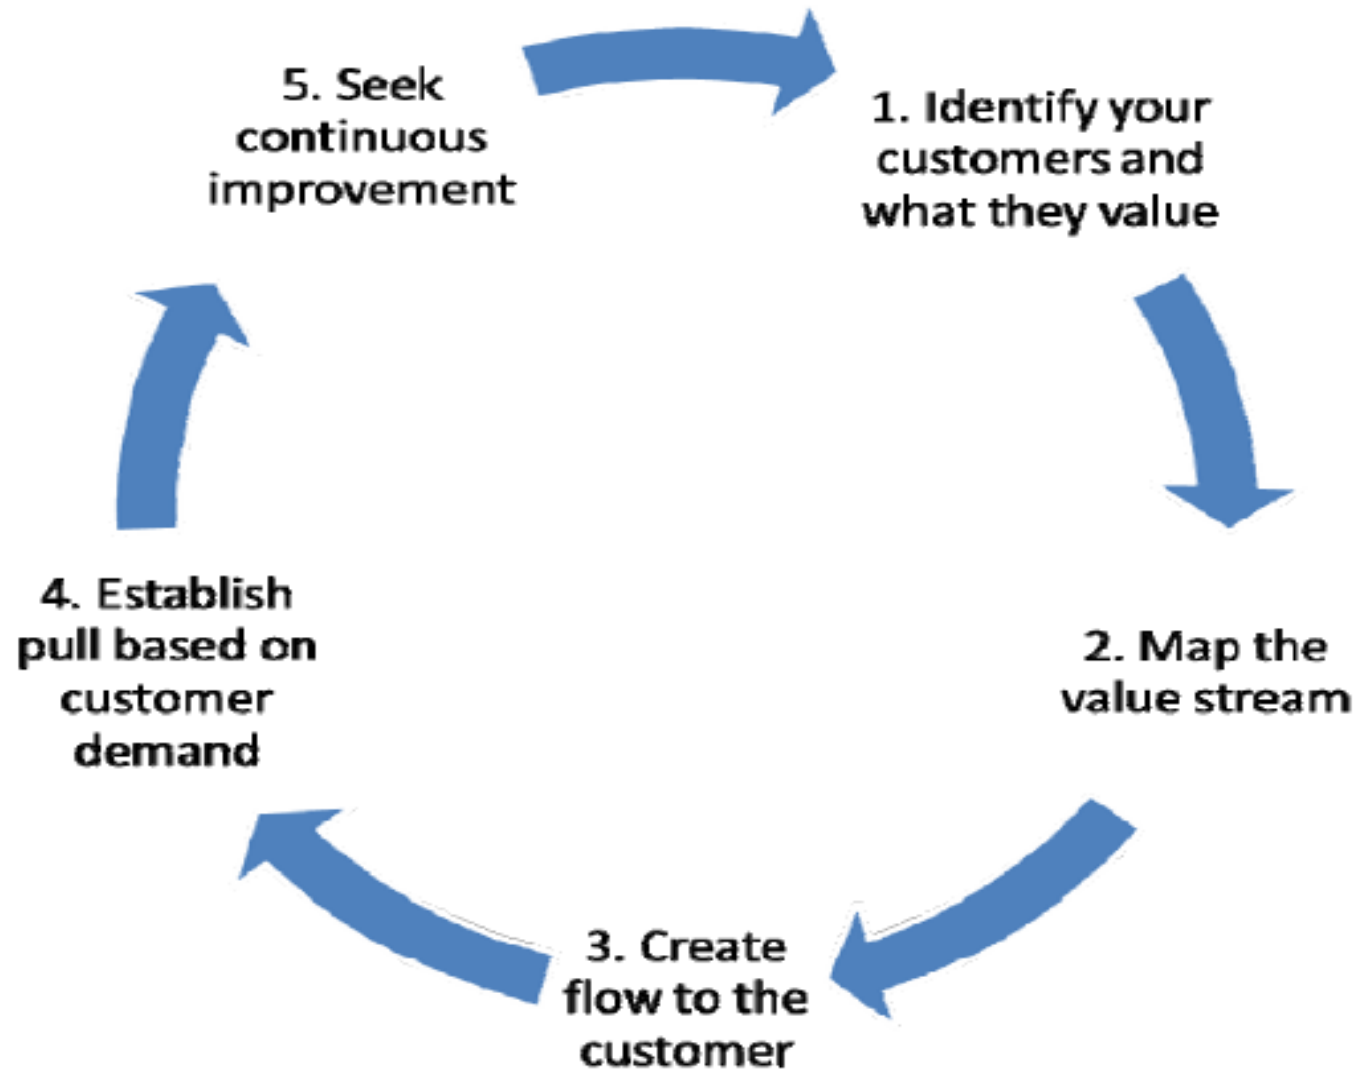 5. Seek
continuous
improvement
1. Identify your
customers and
what they value
4. Establish
pull based on
customer
demand
2. Map the
value stream
3. Create
flow to the
customer